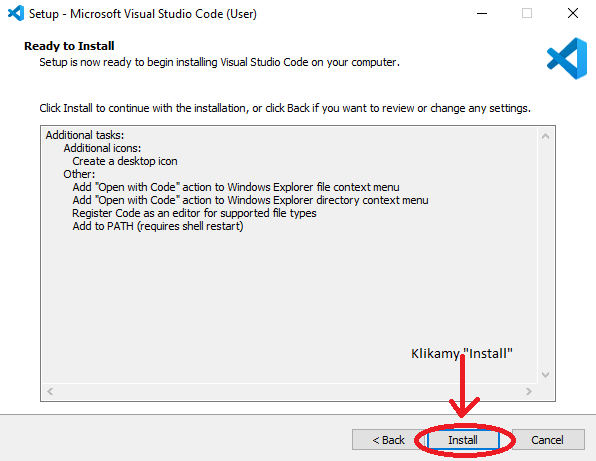 Setup - Microsoft Visual Studio Code (User)
Ready to Install
Setup is now ready to begin installing Visual Studio Code on your computer.
Click Install to continue with the installation, or click Back if you want to review or change any settings.
Additional tasks:
Additional icons:
Create a desktop icon
Other:
Add "Open with Code" action to Windows Explorer file context menu
Add "Open with Code" action to Windows Explorer directory context menu
Register Code as an editor for supported file types
Add to PATH (requires shell restart)
Klikamy "Install"
< Back Install Cancel